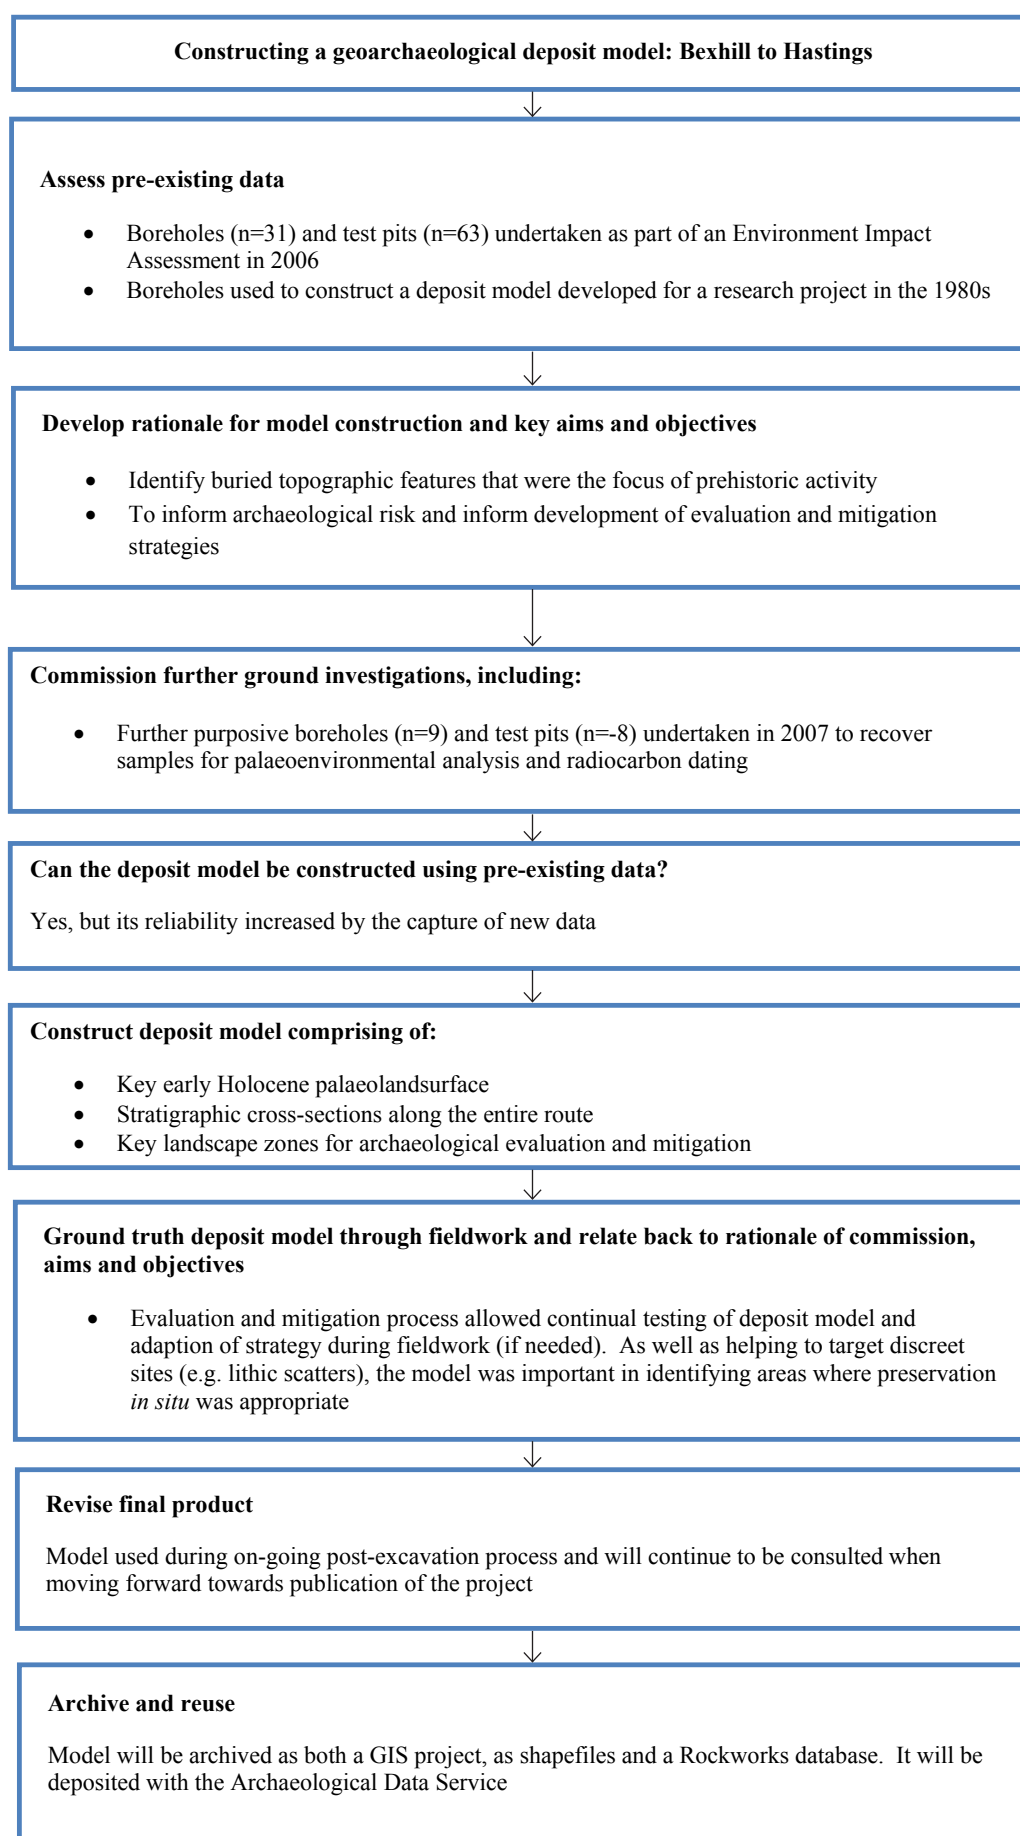 Constructing a geoarchaeological deposit model: Bexhill to Hastings
Assess pre-existing data
• Boreholes (n=31) and test pits (n=63) undertaken as part of an Environment Impact
Assessment in 2006
• Boreholes used to construct a deposit model developed for a research project in the 1980s
Develop rationale for model construction and key aims and objectives
• Identify buried topographic features that were the focus of prehistoric activity
• To inform archaeological risk and inform development of evaluation and mitigation
strategies
Commission further ground investigations, including:
• Further purposive boreholes (n=9) and test pits (n=-8) undertaken in 2007 to recover
samples for palaeoenvironmental analysis and radiocarbon dating
Can the deposit model be constructed using pre-existing data?
Yes, but its reliability increased by the capture of new data
Construct deposit model comprising of:
• Key early Holocene palaeolandsurface
• Stratigraphic cross-sections along the entire route
• Key landscape zones for archaeological evaluation and mitigation
Ground truth deposit model through fieldwork and relate back to rationale of commission,
aims and objectives
• Evaluation and mitigation process allowed continual testing of deposit model and
adaption of strategy during fieldwork (if needed).  As well as helping to target discreet
sites (e.g. lithic scatters), the model was important in identifying areas where preservation
in situ was appropriate
Revise final product
Model used during on-going post-excavation process and will continue to be consulted when
moving forward towards publication of the project
Archive and reuse
Model will be archived as both a GIS project, as shapefiles and a Rockworks database.  It will be
deposited with the Archaeological Data Service